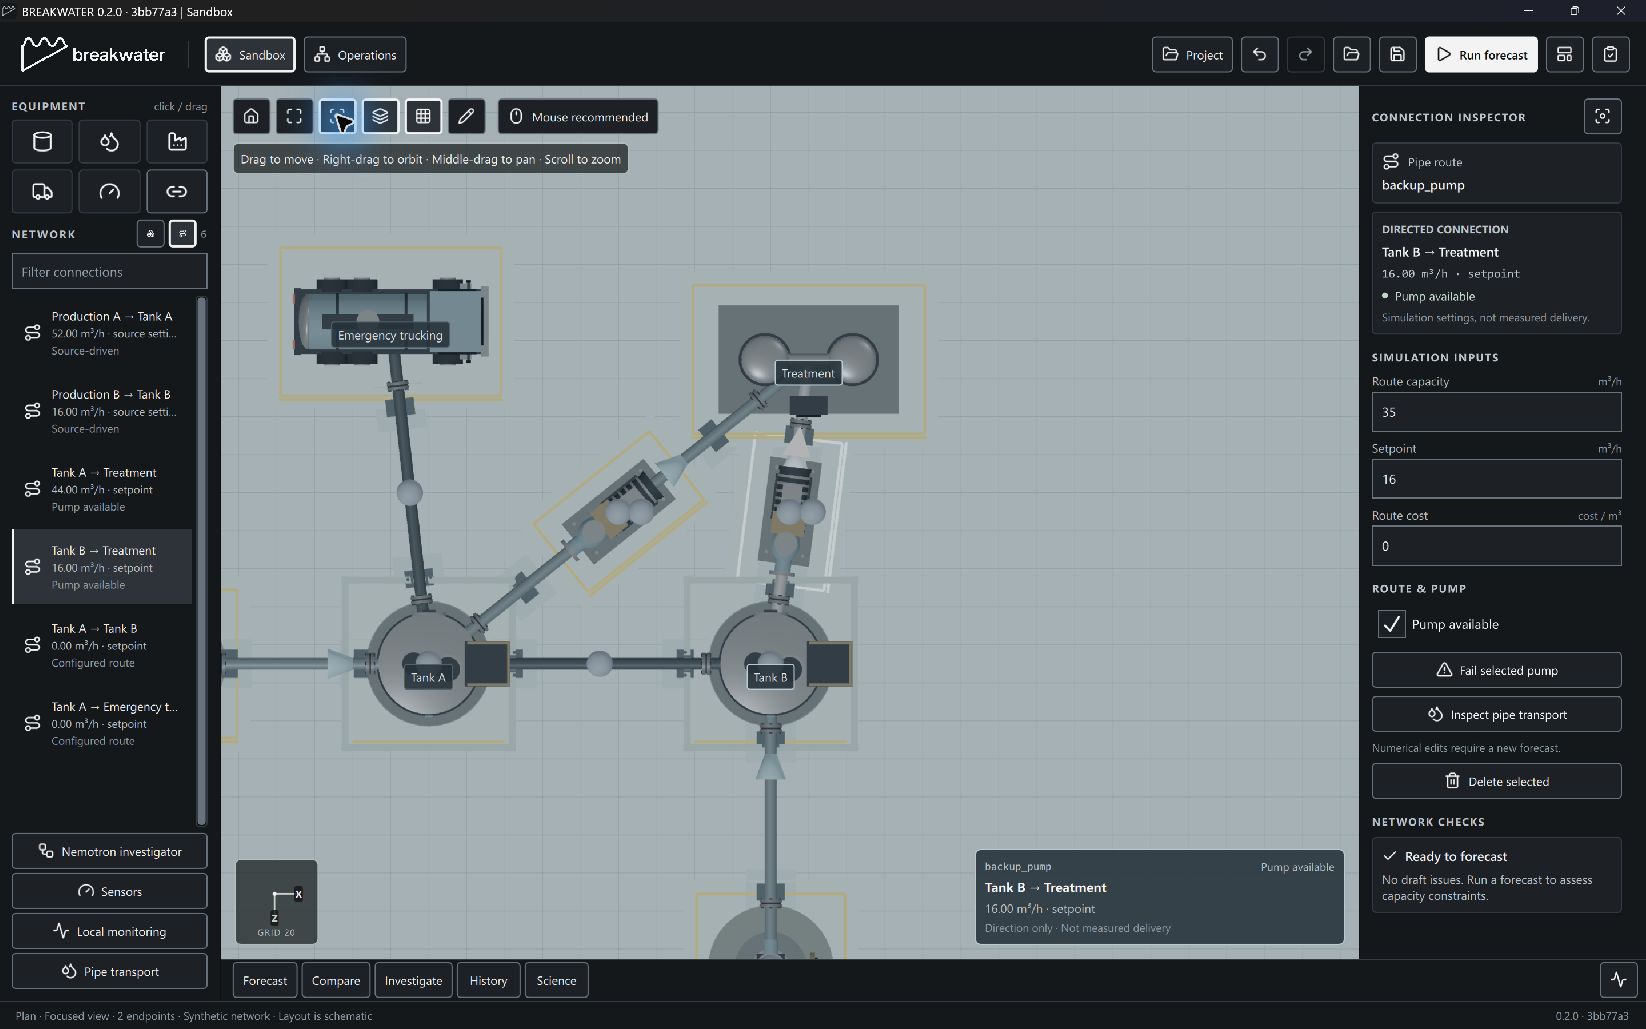 BREAKWATER 0.2.0 · 3bb77a3 | Sandbox
breakwater
Sandbox
Operations
Project
Run forecast
EQUIPMENT
click / drag
NETWORK
6
Filter connections
Production A → Tank A
52.00 m³/h · source setti...
Source-driven
Production B → Tank B
16.00 m³/h · source setti...
Source-driven
Tank A → Treatment
44.00 m³/h · setpoint
Pump available
Tank B → Treatment
16.00 m³/h · setpoint
Pump available
Tank A → Tank B
0.00 m³/h · setpoint
Configured route
Tank A → Emergency t...
0.00 m³/h · setpoint
Configured route
Nemotron investigator
Sensors
Local monitoring
Pipe transport
Mouse recommended
Drag to move · Right-drag to orbit · Middle-drag to pan · Scroll to zoom
Emergency trucking
Treatment
Tank A
Tank B
X
Z
GRID 20
backup_pump
Pump available
Tank B → Treatment
16.00 m³/h · setpoint
Direction only · Not measured delivery
Forecast
Compare
Investigate
History
Science
CONNECTION INSPECTOR
Pipe route
backup_pump
DIRECTED CONNECTION
Tank B → Treatment
16.00 m³/h · setpoint
Pump available
Simulation settings, not measured delivery.
SIMULATION INPUTS
Route capacity m³/h
35
Setpoint m³/h
16
Route cost cost / m³
0
ROUTE & PUMP
Pump available
Fail selected pump
Inspect pipe transport
Numerical edits require a new forecast.
Delete selected
NETWORK CHECKS
Ready to forecast
No draft issues. Run a forecast to assess
capacity constraints.
Plan · Focused view · 2 endpoints · Synthetic network · Layout is schematic
0.2.0 · 3bb77a3